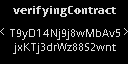 verifyingContract
< T9yD14Nj9j8wMbAv5 >
jxKTj3drWz88S2wnt